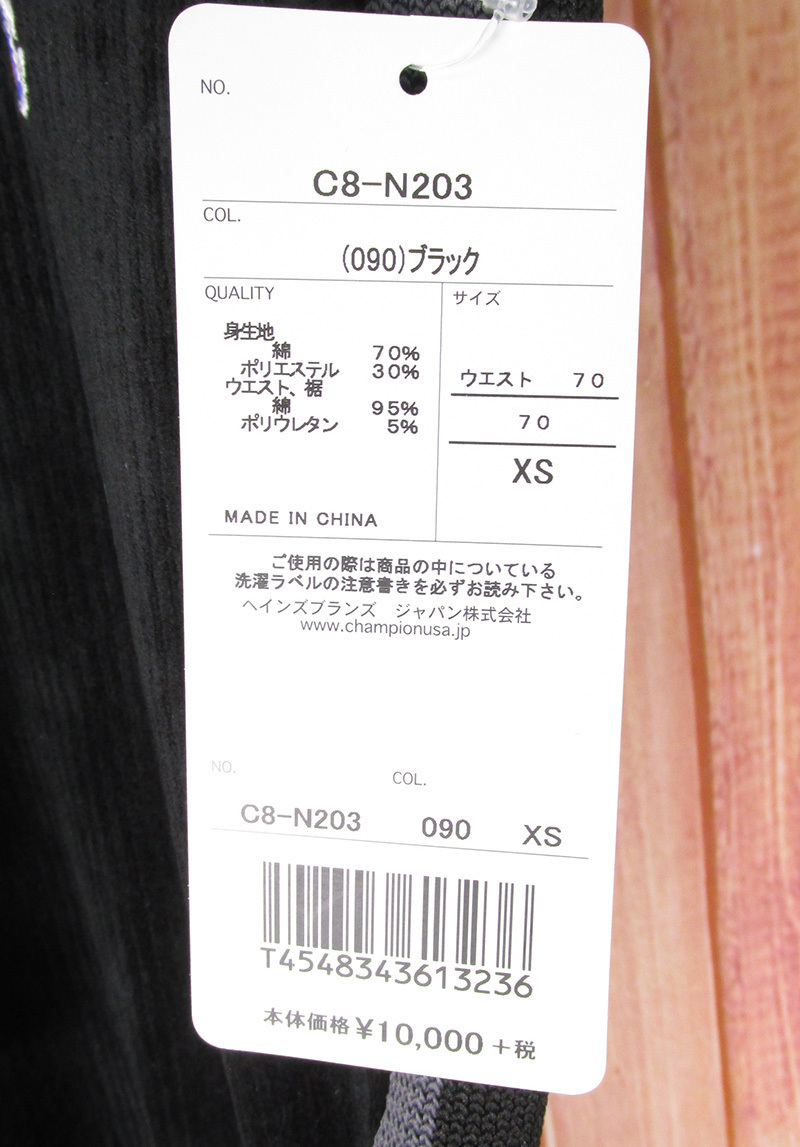 NO.
C8-N203
COL.
(090)ブラック
QUALITY
身生地
綿 70%
ポリエステル 30%
ウエスト、裾
綿 95%
ポリウレタン 5%
MADE IN CHINA
サイズ
ウエスト 70
70
XS
ご使用の際は商品の中についている
洗濯ラベルの注意書きを必ずお読み下さい。
ヘインズブランズ ジャパン株式会社
www.championusa.jp
NO. COL.
C8-N203 090 XS
T4548343613236
本体価格¥10,000+税